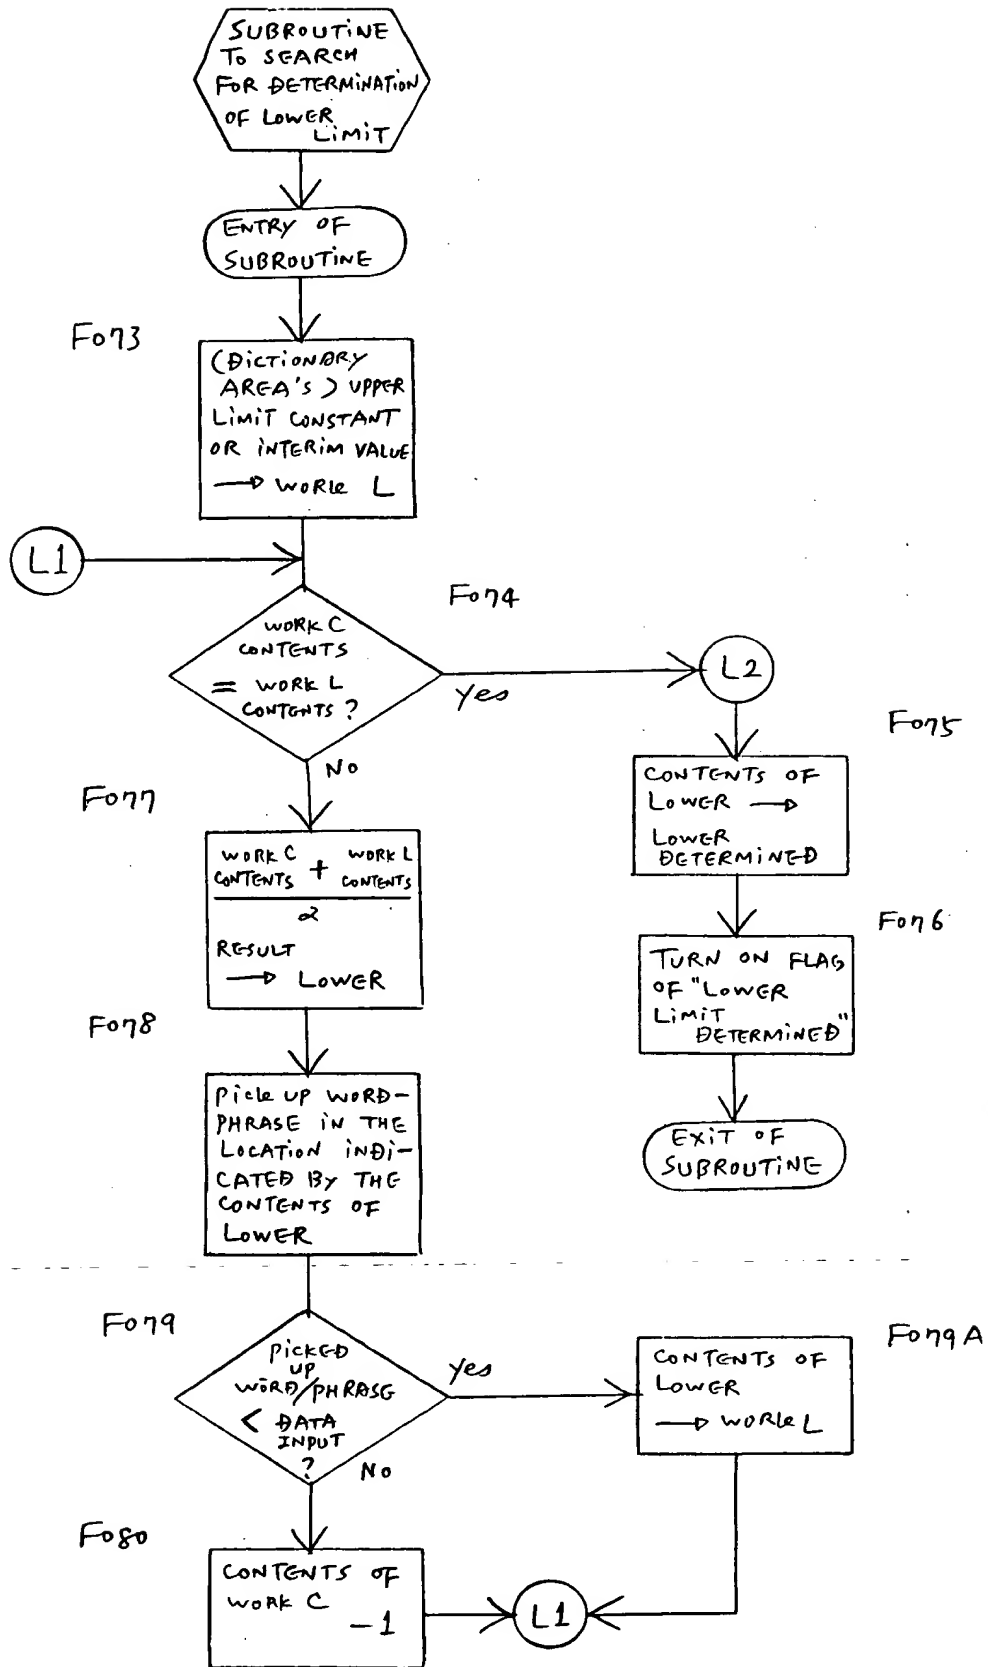 SUBROUTINE
TO SEARCH
FOR DETERMINATION
OF LOWER
LIMIT
ENTRY OF
SUBROUTINE
F073
(DICTIONARY
AREA'S) UPPER
LIMIT CONSTANT
OR INTERIM VALUE
→ WORK L
L1
F074
WORK C
CONTENTS
= WORK L
CONTENTS?
Yes
No
L2
F075
CONTENTS OF
LOWER →
LOWER
DETERMINED
F076
TURN ON FLAG
OF "LOWER
LIMIT
DETERMINED"
EXIT OF
SUBROUTINE
F077
WORK C CONTENTS + WORK L CONTENTS
2
RESULT
→ LOWER
F078
PICK UP WORD-
PHRASE IN THE
LOCATION INDI-
CATED BY THE
CONTENTS OF
LOWER
F079
PICKED
UP
WORD/PHRASE
< DATA
INPUT
?
Yes
No
F079A
CONTENTS OF
LOWER
→ WORK L
F080
CONTENTS OF
WORK C
-1
L1